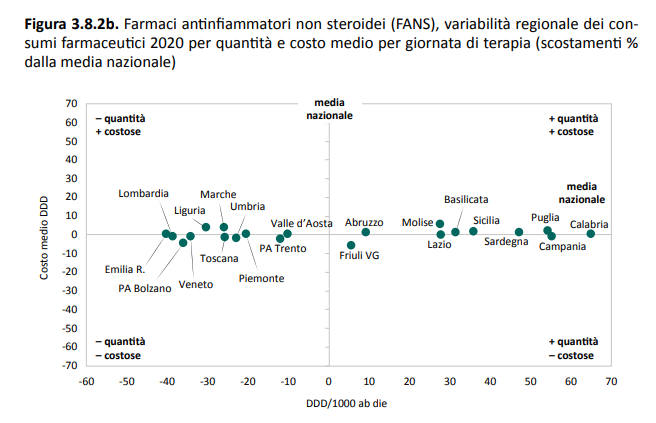 Figura 3.8.2b. Farmaci antinfiammatori non steroidei (FANS), variabilità regionale dei con-
sumi farmaceutici 2020 per quantità e costo medio per giornata di terapia (scostamenti %
dalla media nazionale)
70
60
50
40
30
20
10
0
-10
-20
-30
-40
-50
-60
-70
Costo medio DDD
− quantità
+ costose
media
nazionale
+ quantità
+ costose
media
nazionale
Lombardia
Liguria
Marche
Umbria
Valle d'Aosta
Abruzzo
Molise
Basilicata
Sicilia
Puglia
Calabria
Emilia R.
PA Bolzano
Veneto
Toscana
Piemonte
PA Trento
Friuli VG
Lazio
Sardegna
Campania
− quantità
− costose
+ quantità
− costose
-60 -50 -40 -30 -20 -10 0 10 20 30 40 50 60 70
DDD/1000 ab die